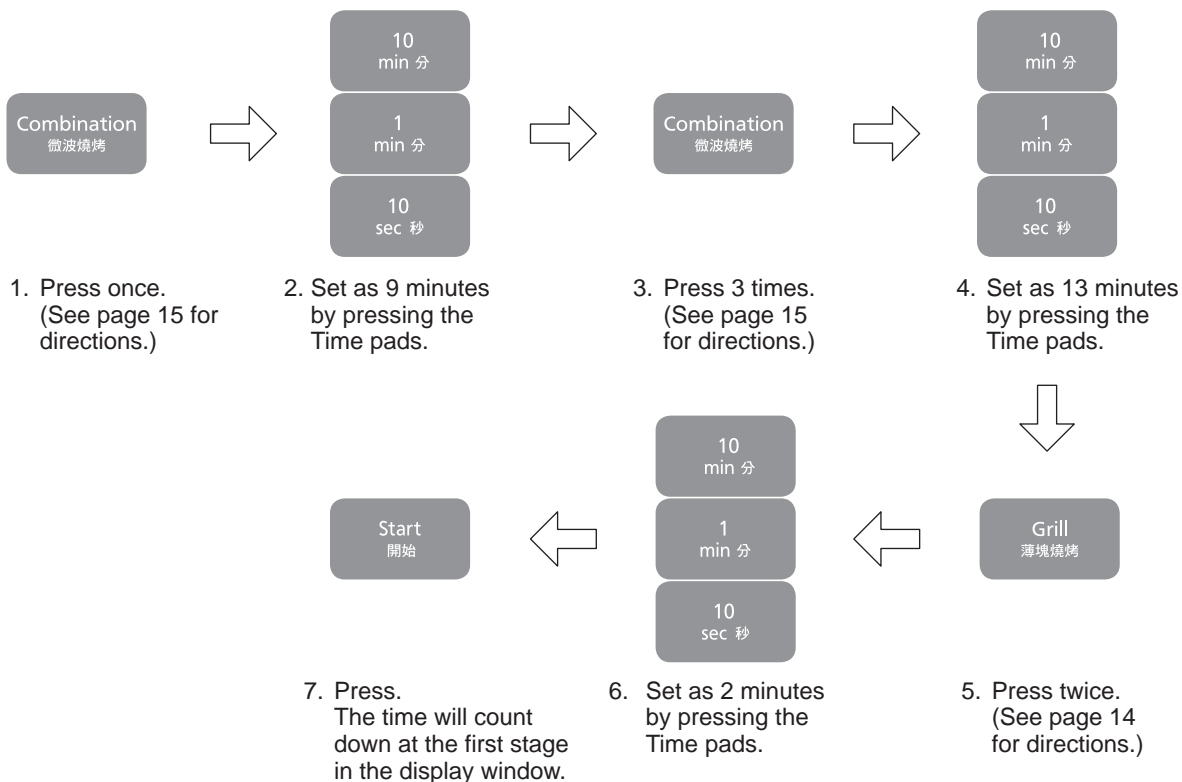 Combination
微波燒烤
10
min 分
1
min 分
10
sec 秒
Combination
微波燒烤
10
min 分
1
min 分
10
sec 秒
1. Press once.
(See page 15 for
directions.)
2. Set as 9 minutes
by pressing the
Time pads.
3. Press 3 times.
(See page 15
for directions.)
4. Set as 13 minutes
by pressing the
Time pads.
Grill
薄塊燒烤
10
min 分
1
min 分
10
sec 秒
Start
開始
5. Press twice.
(See page 14
for directions.)
6. Set as 2 minutes
by pressing the
Time pads.
7. Press.
The time will count
down at the first stage
in the display window.